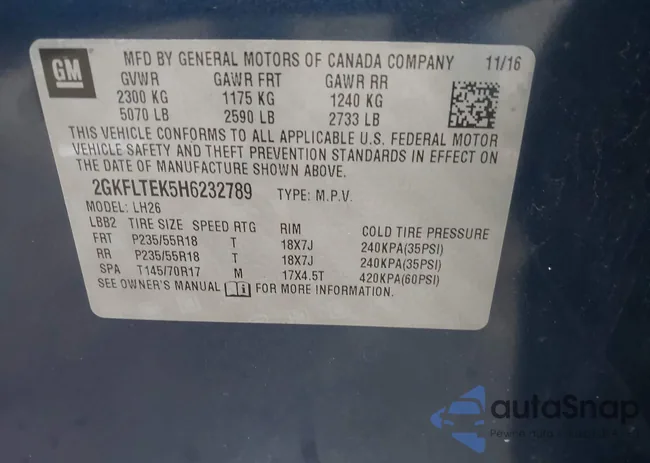 GM
MFD BY GENERAL MOTORS OF CANADA COMPANY 11/16
GVWR GAWR FRT GAWR RR
2300 KG 1175 KG 1240 KG
5070 LB 2590 LB 2733 LB
THIS VEHICLE CONFORMS TO ALL APPLICABLE U.S. FEDERAL MOTOR
VEHICLE SAFETY AND THEFT PREVENTION STANDARDS IN EFFECT ON
THE DATE OF MANUFACTURE SHOWN ABOVE.
2GKFLTEK5H6232789 TYPE: M.P.V.
MODEL: LH26
LBB2 TIRE SIZE SPEED RTG RIM COLD TIRE PRESSURE
FRT P235/55R18 T 18X7J 240KPA(35PSI)
RR P235/55R18 T 18X7J 240KPA(35PSI)
SPA T145/70R17 M 17X4.5T 420KPA(60PSI)
SEE OWNER'S MANUAL FOR MORE INFORMATION.
autaSnap
Pewne auta